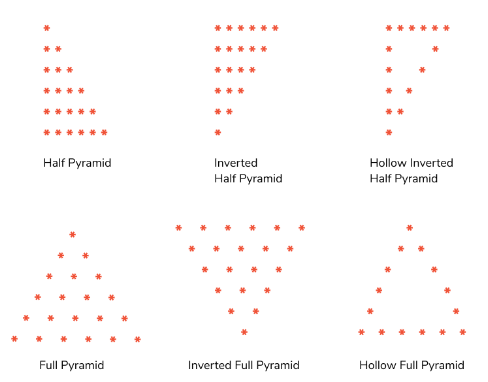 Half Pyramid
Inverted
Half Pyramid
Hollow Inverted
Half Pyramid
Full Pyramid
Inverted Full Pyramid
Hollow Full Pyramid